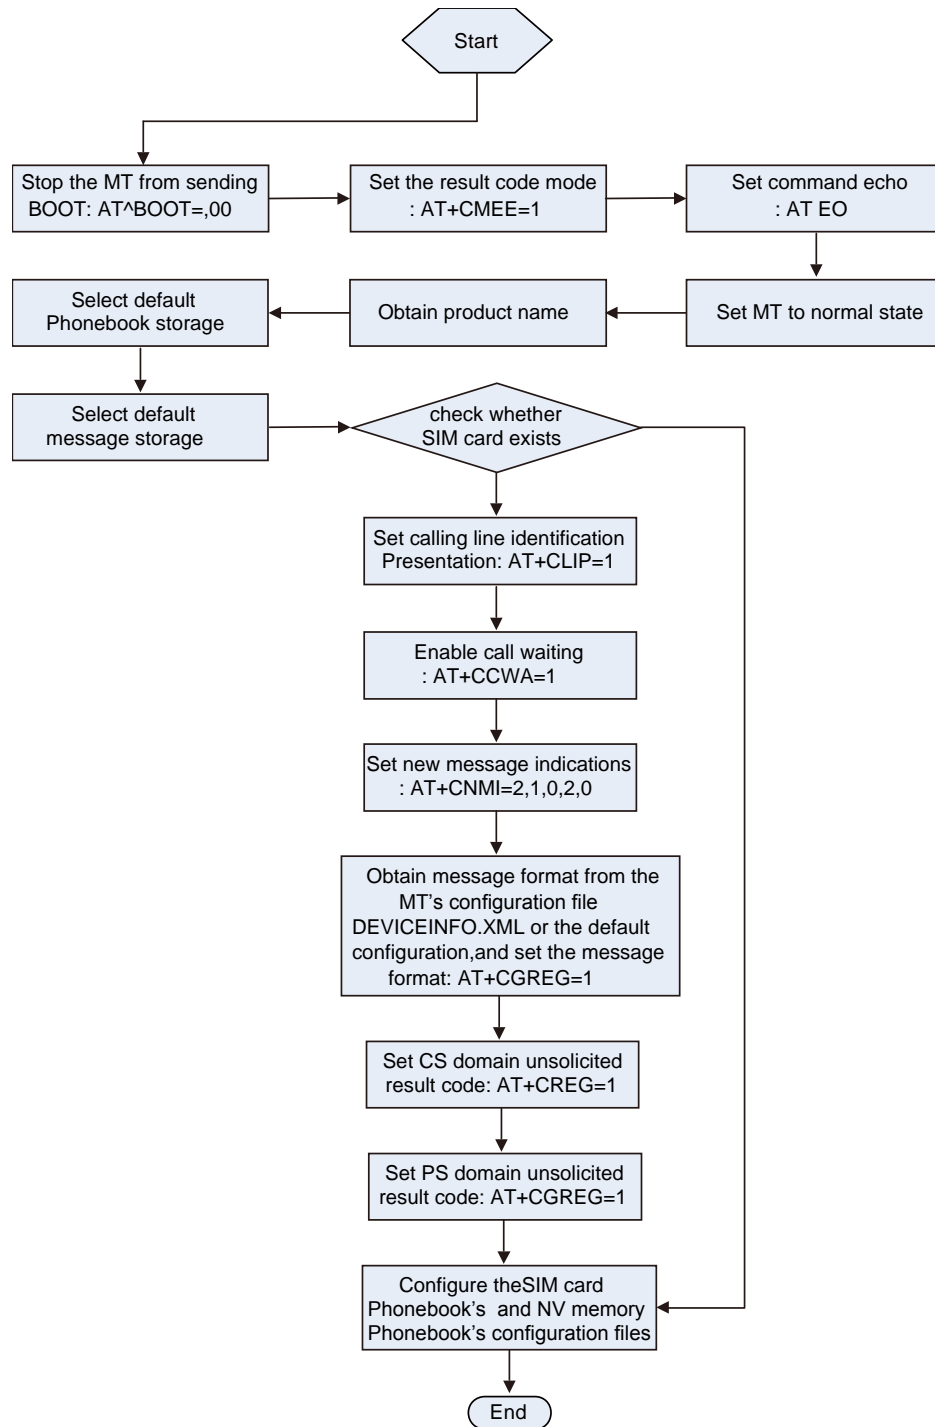 Start
Stop the MT from sending
BOOT: AT^BOOT=,00
Set the result code mode
: AT+CMEE=1
Set command echo
: AT EO
Select default
Phonebook storage
Obtain product name
Set MT to normal state
Select default
message storage
check whether
SIM card exists
Set calling line identification
Presentation: AT+CLIP=1
Enable call waiting
: AT+CCWA=1
Set new message indications
: AT+CNMI=2,1,0,2,0
Obtain message format from the
MT’s configuration file
DEVICEINFO.XML or the default
configuration,and set the message
format: AT+CGREG=1
Set CS domain unsolicited
result code: AT+CREG=1
Set PS domain unsolicited
result code: AT+CGREG=1
Configure theSIM card
Phonebook’s and NV memory
Phonebook’s configuration files
End